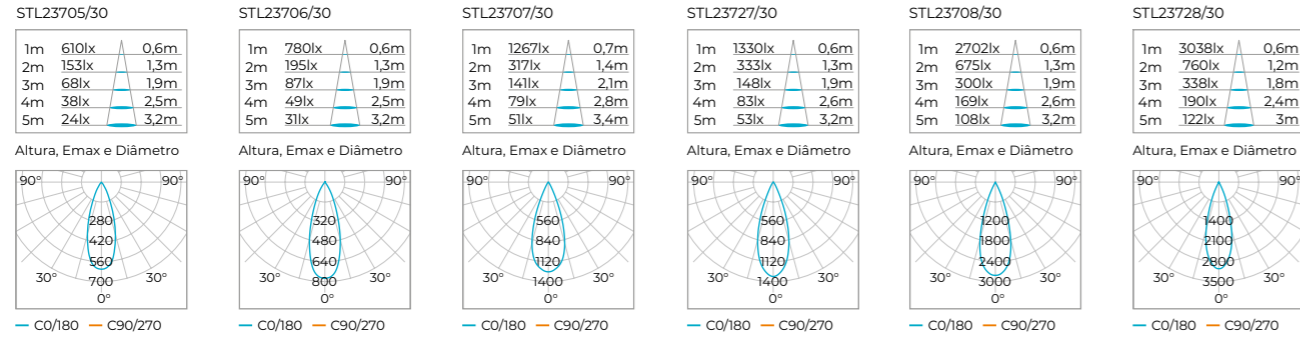 STL23705/30
1m 610lx 0,6m
2m 153lx 1,3m
3m 68lx 1,9m
4m 38lx 2,5m
5m 24lx 3,2m
Altura, Emax e Diâmetro
90° 90°
280
420
560
30° 700 30°
0°
C0/180 C90/270
STL23706/30
1m 780lx 0,6m
2m 195lx 1,3m
3m 87lx 1,9m
4m 49lx 2,5m
5m 31lx 3,2m
Altura, Emax e Diâmetro
90° 90°
320
480
640
30° 800 30°
0°
C0/180 C90/270
STL23707/30
1m 1267lx 0,7m
2m 317lx 1,4m
3m 141lx 2,1m
4m 79lx 2,8m
5m 51lx 3,4m
Altura, Emax e Diâmetro
90° 90°
560
840
1120
30° 1400 30°
0°
C0/180 C90/270
STL23727/30
1m 1330lx 0,6m
2m 333lx 1,3m
3m 148lx 1,9m
4m 83lx 2,6m
5m 53lx 3,2m
Altura, Emax e Diâmetro
90° 90°
560
840
1120
30° 1400 30°
0°
C0/180 C90/270
STL23708/30
1m 2702lx 0,6m
2m 675lx 1,3m
3m 300lx 1,9m
4m 169lx 2,6m
5m 108lx 3,2m
Altura, Emax e Diâmetro
90° 90°
1200
1800
2400
30° 3000 30°
0°
C0/180 C90/270
STL23728/30
1m 3038lx 0,6m
2m 760lx 1,2m
3m 338lx 1,8m
4m 190lx 2,4m
5m 122lx 3m
Altura, Emax e Diâmetro
90° 90°
1400
2100
2800
30° 3500 30°
0°
C0/180 C90/270